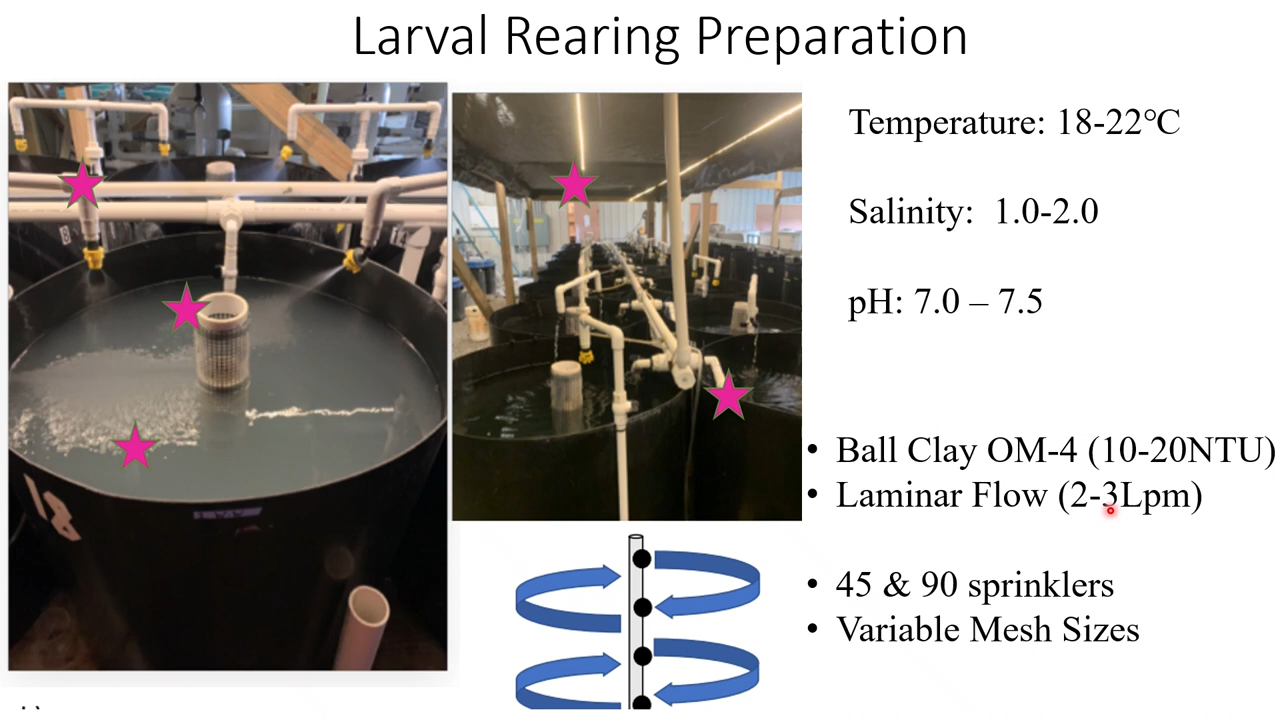 Larval Rearing Preparation
Temperature: 18-22°C
Salinity:  1.0-2.0
pH: 7.0 – 7.5
• Ball Clay OM-4 (10-20NTU)
• Laminar Flow (2-3Lpm)
• 45 & 90 sprinklers
• Variable Mesh Sizes